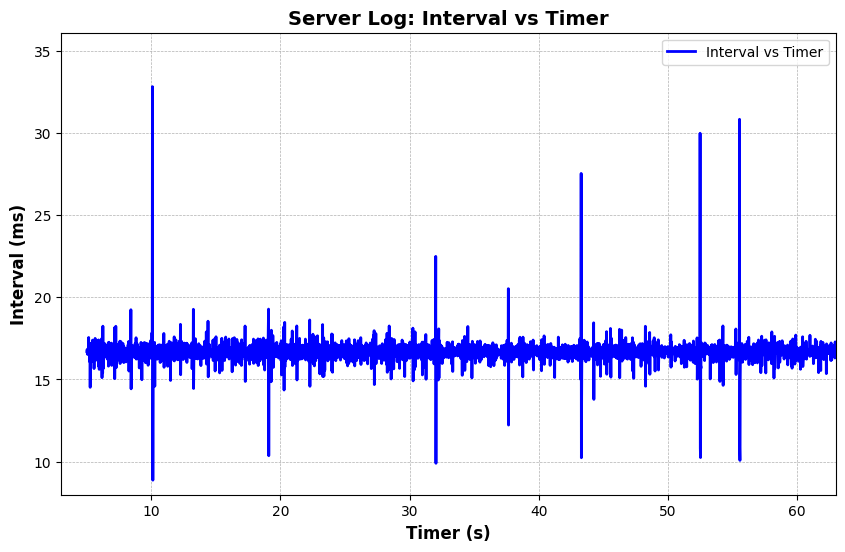 Server Log: Interval vs Timer
Interval vs Timer
35
30
25
20
15
10
Interval (ms)
10 20 30 40 50 60
Timer (s)